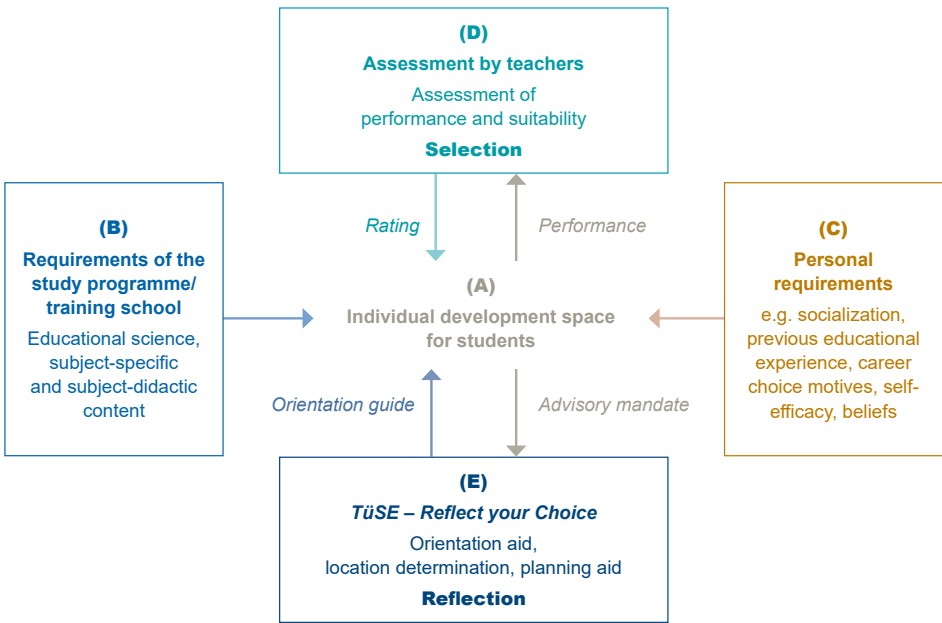 (D)
Assessment by teachers
Assessment of
performance and suitability
Selection
Rating
Performance
(B)
Requirements of the
study programme/
training school
Educational science,
subject-specific
and subject-didactic
content
(A)
Individual development space
for students
(C)
Personal
requirements
e.g. socialization,
previous educational
experience, career
choice motives, self-
efficacy, beliefs
Orientation guide
Advisory mandate
(E)
TüSE – Reflect your Choice
Orientation aid,
location determination, planning aid
Reflection